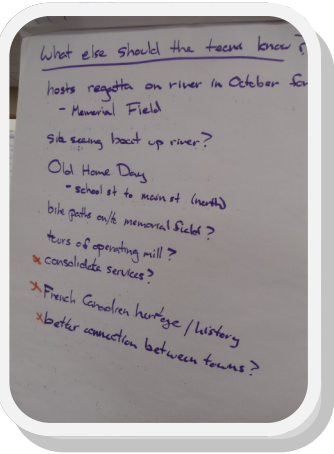 What else should the team know?
hosts regatta on river in October for
- Memorial Field
site seeing boat up river?
Old Home Day
- school st to main st (north)
bike paths on/to memorial field?
tours of operating mill?
x consolidate services?
x French Canadien heritage / history
x better connection between towns?